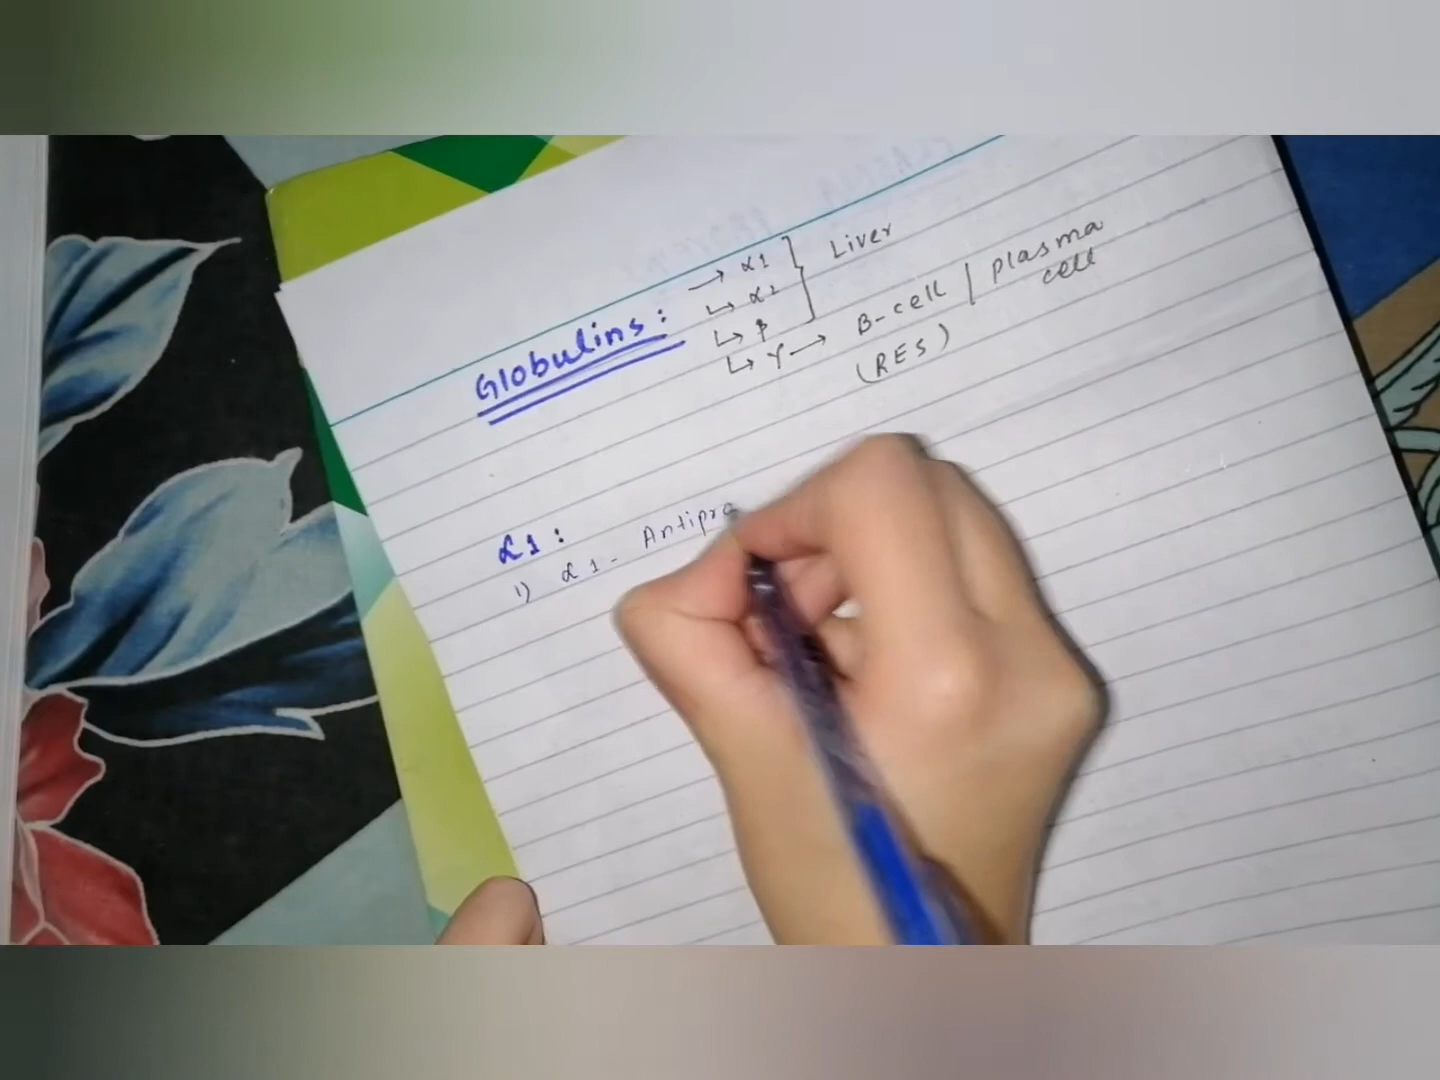 Globulins: → α1 } Liver
↳ α2
↳ β
↳ γ → B-cell / plasma cell
(RES)
α1:
1) α1- Antipro